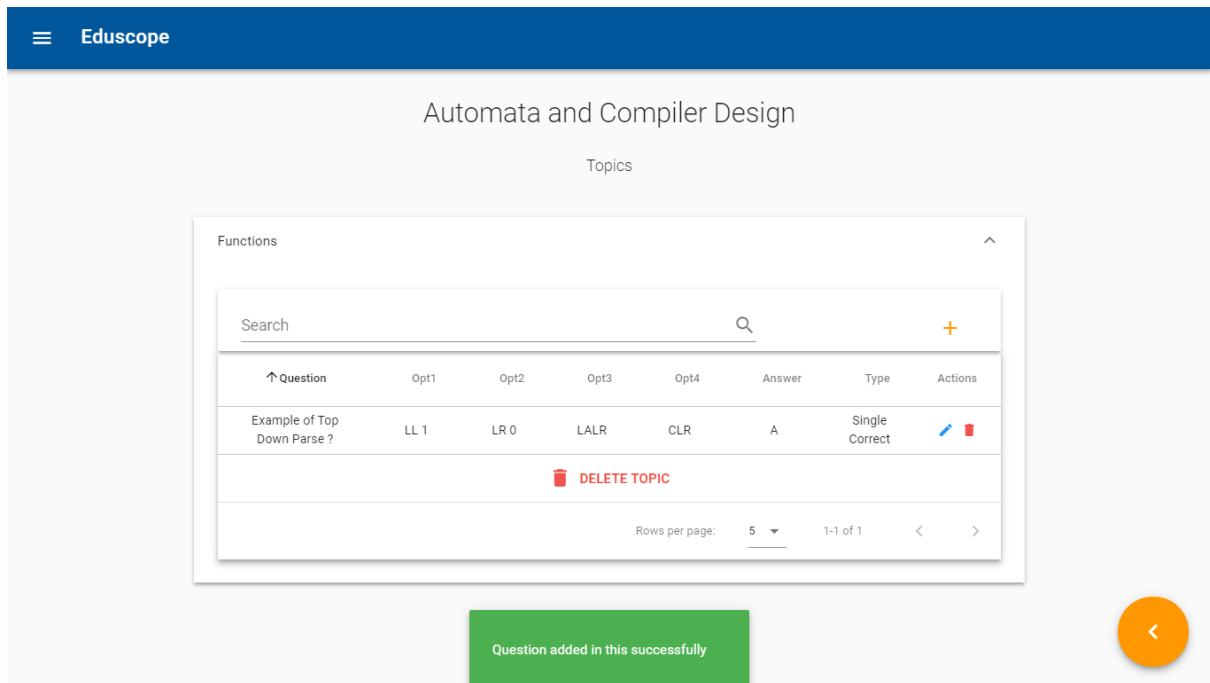 Eduscope
Automata and Compiler Design
Topics
Functions
Search
Question Opt1 Opt2 Opt3 Opt4 Answer Type Actions
Example of Top
Down Parse ?
LL 1 LR 0 LALR CLR A
Single
Correct
DELETE TOPIC
Rows per page: 5 1-1 of 1
Question added in this successfully